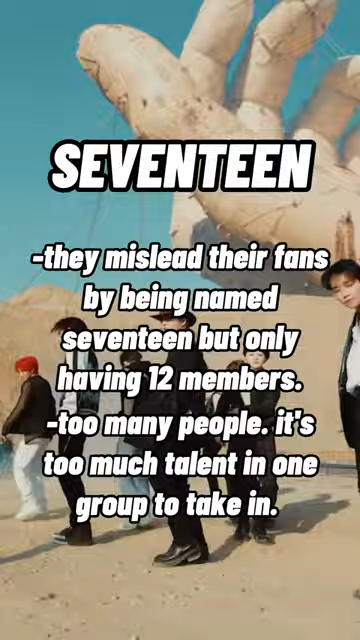 SEVENTEEN
-they mislead their fans
by being named
seventeen but only
having 12 members.
-too many people. it's
too much talent in one
group to take in.